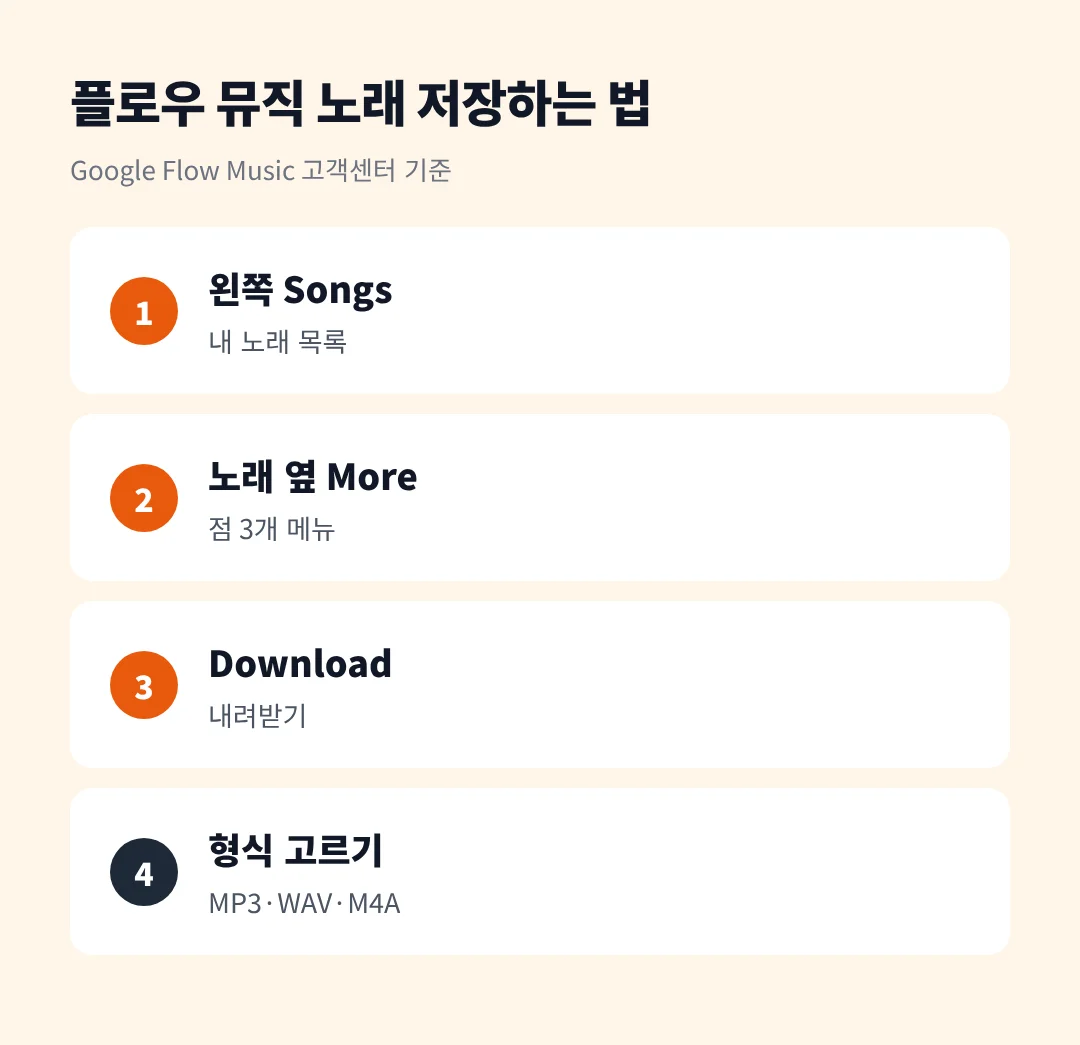 플로우 뮤직 노래 저장하는 법
Google Flow Music 고객센터 기준
1
왼쪽 Songs
내 노래 목록
2
노래 옆 More
점 3개 메뉴
3
Download
내려받기
4
형식 고르기
MP3·WAV·M4A